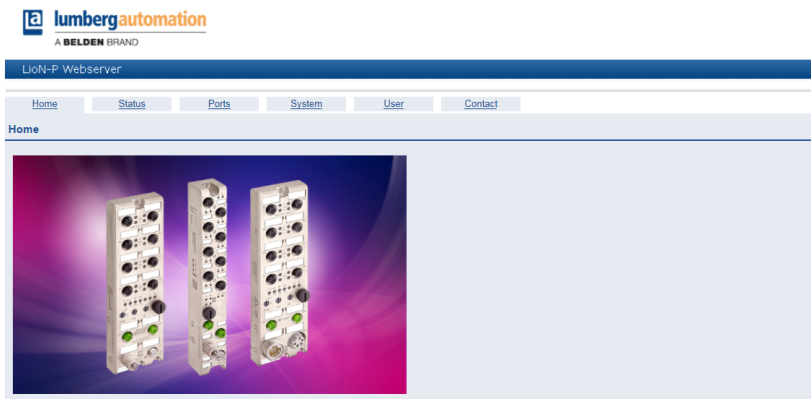 lumbergautomation
A BELDEN BRAND
LioN-P Webserver
Home Status Ports System User Contact
Home